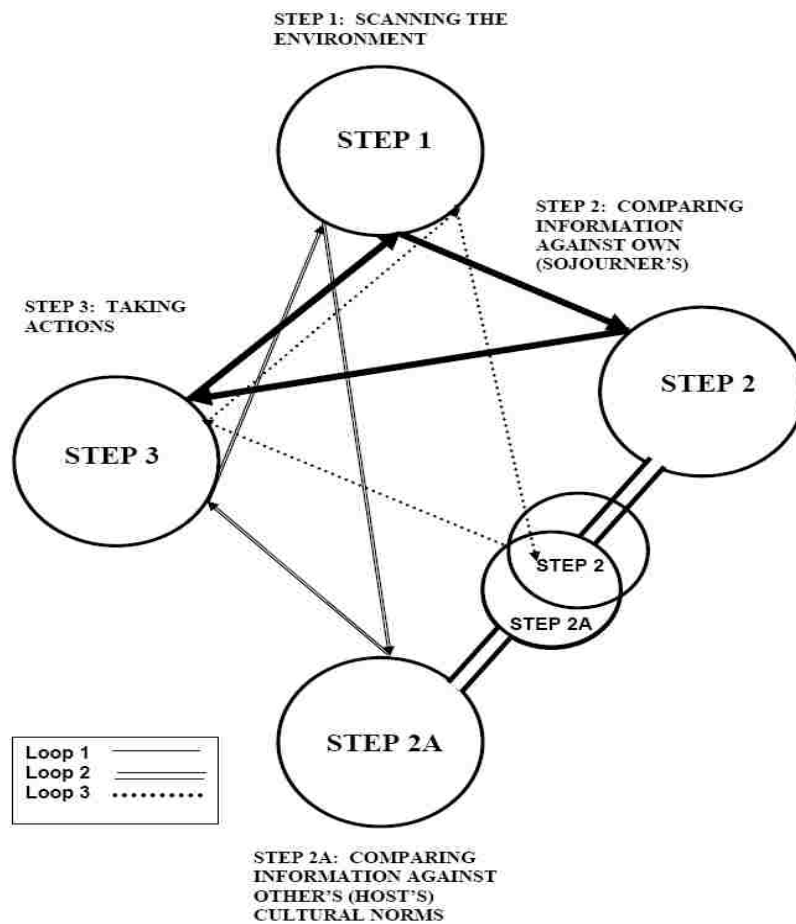 STEP 1: SCANNING THE
ENVIRONMENT
STEP 1
STEP 2: COMPARING
INFORMATION
AGAINST OWN
(SOJOURNER'S)
STEP 3: TAKING
ACTIONS
STEP 2
STEP 3
STEP 2
STEP 2A
STEP 2A
Loop 1
Loop 2
Loop 3
STEP 2A: COMPARING
INFORMATION AGAINST
OTHER'S (HOST'S)
CULTURAL NORMS